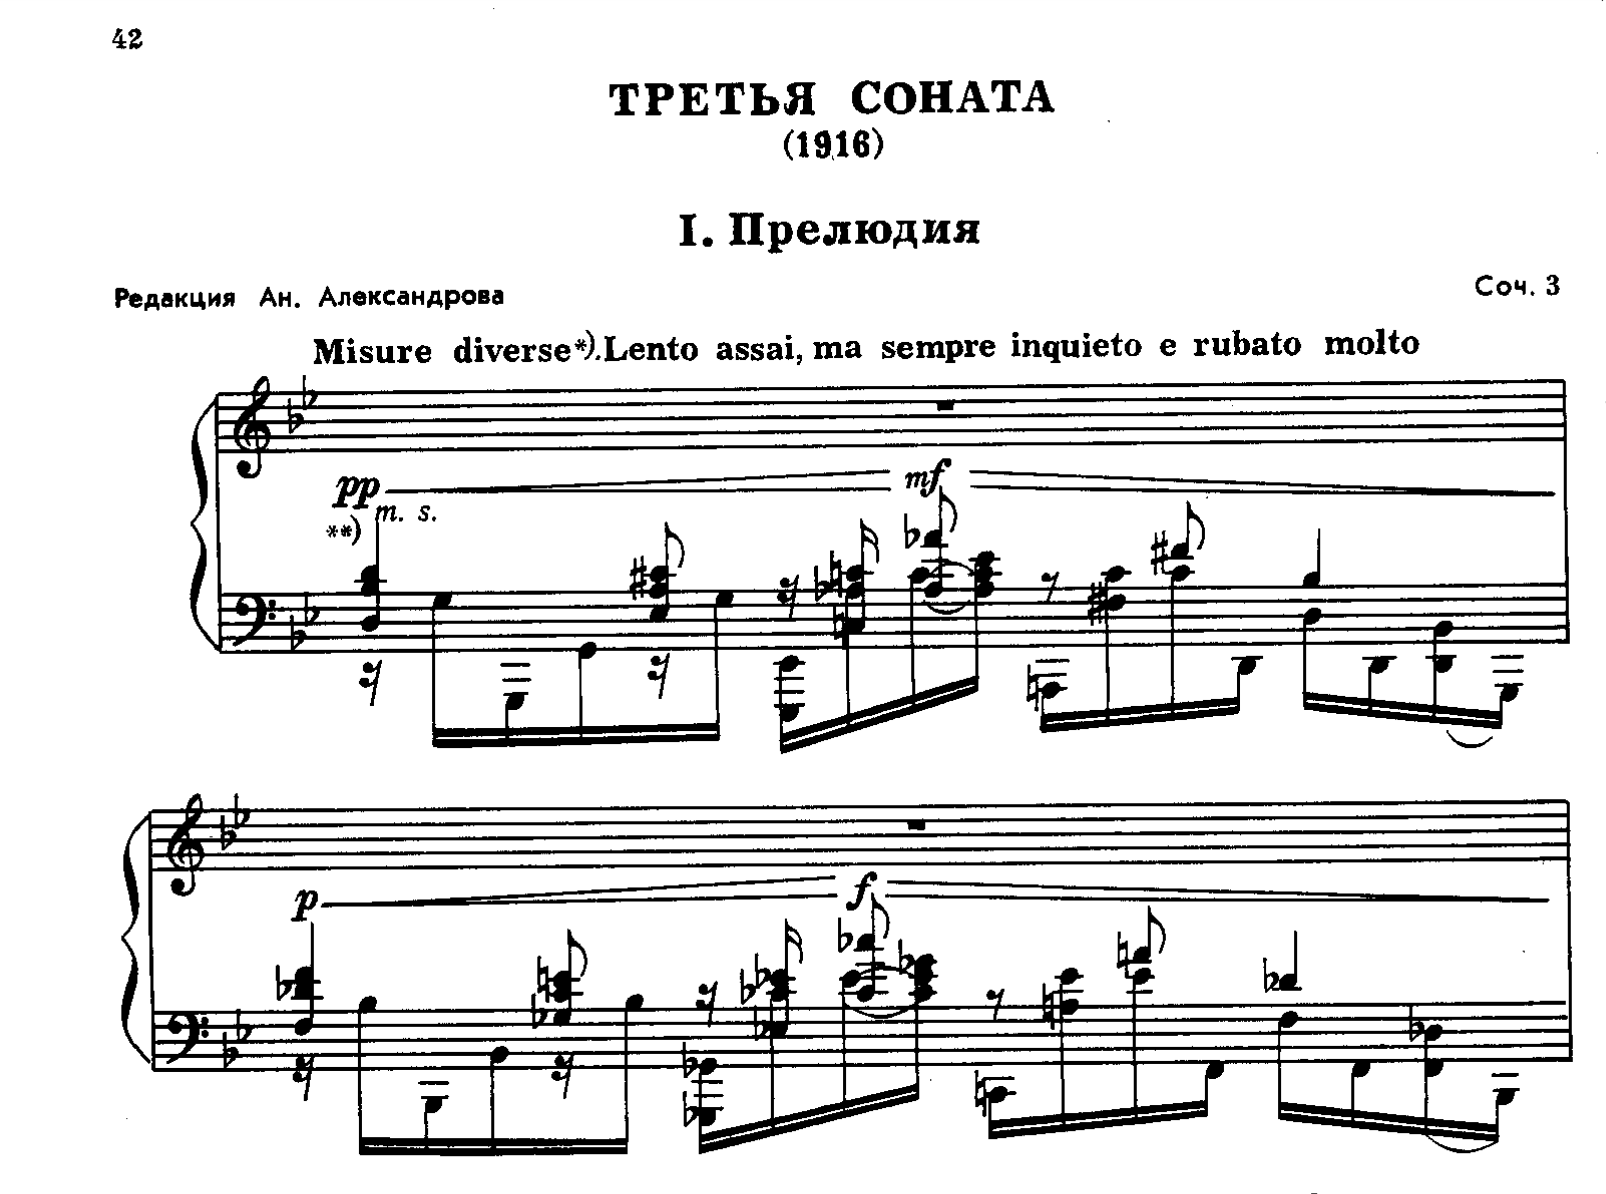 42
ТРЕТЬЯ СОНАТА
(1916)
I. Прелюдия
Редакция Ан. Александрова
Соч. 3
Misure diverse*). Lento assai, ma sempre inquieto e rubato molto
pp
mf
**) m. s.
p
f